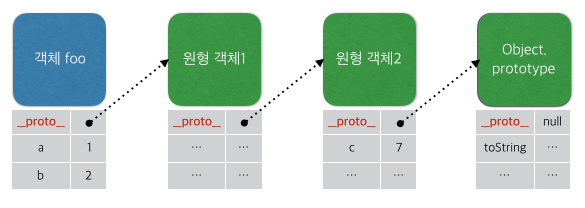 객체 foo
__proto__
a 1
b 2
원형 객체1
__proto__
... ...
... ...
원형 객체2
__proto__
c 7
... ...
Object.
prototype
__proto__ null
toString ...
... ...